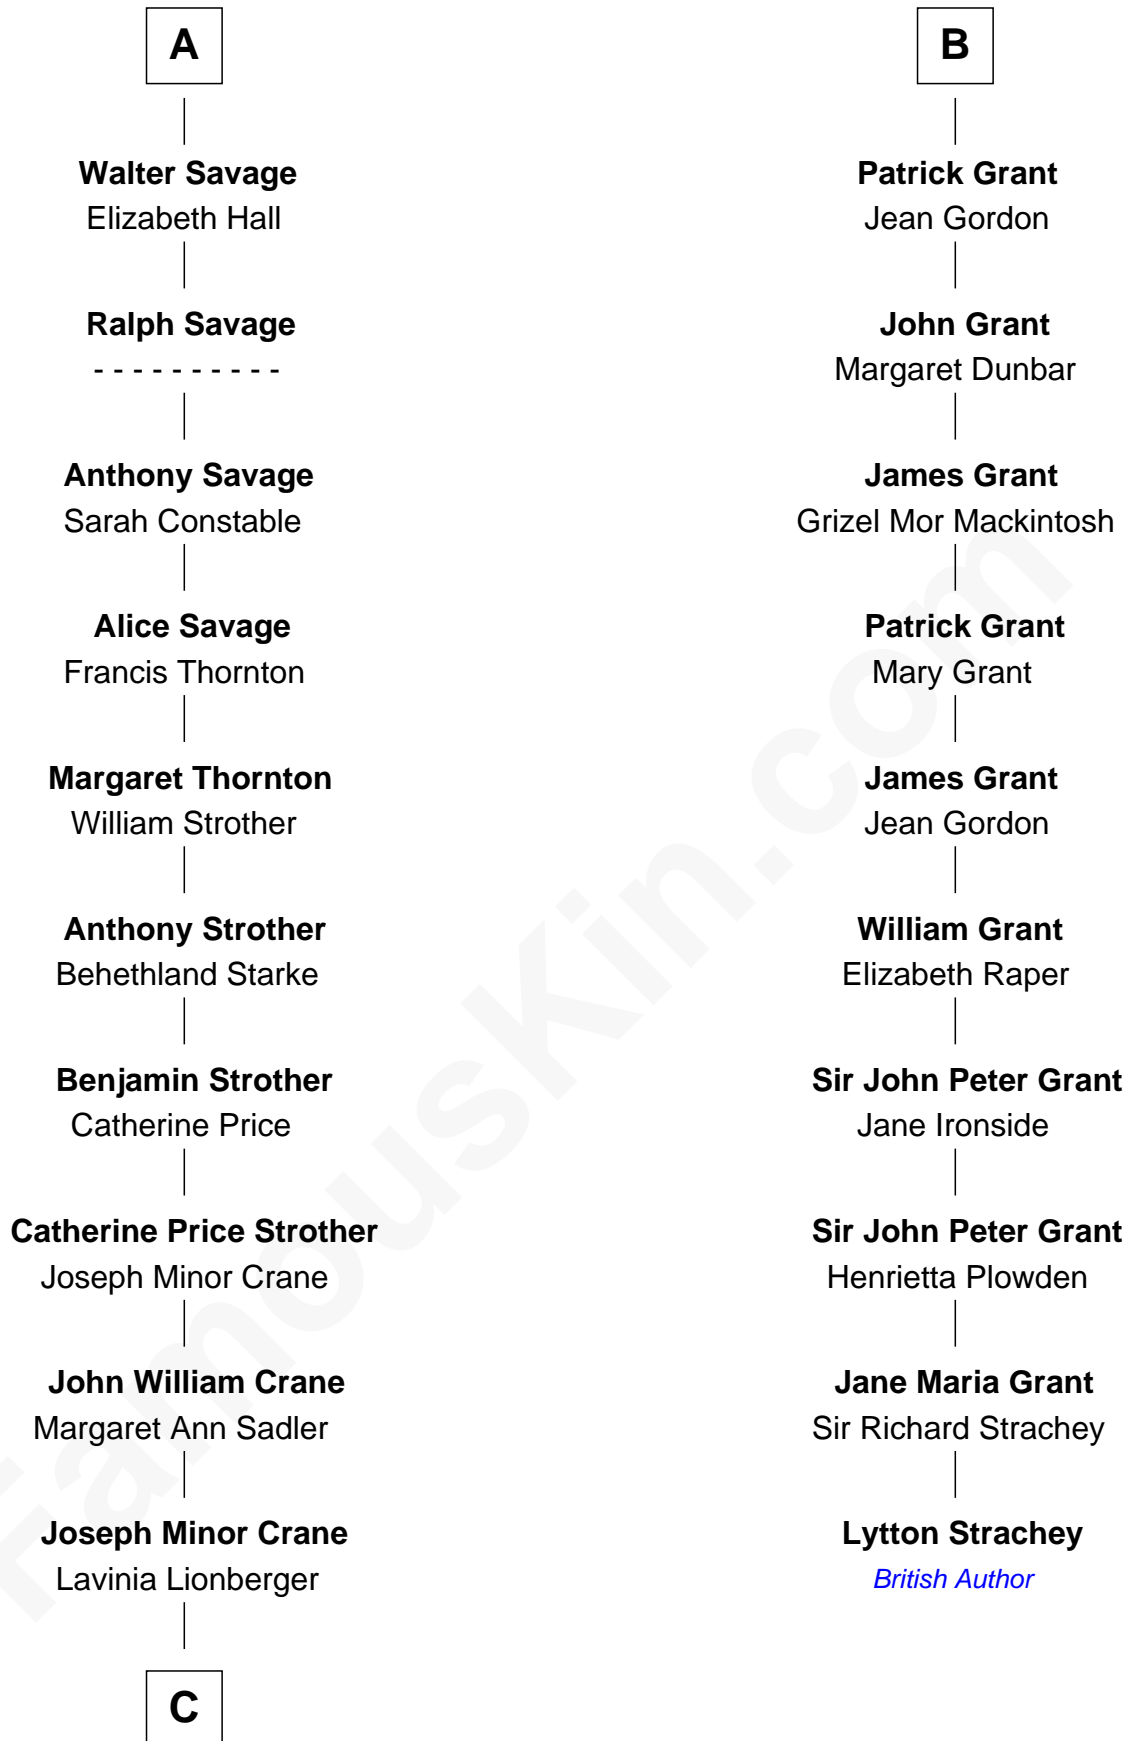 A
Walter Savage
Elizabeth Hall
Ralph Savage
- - - - - - - - - -
Anthony Savage
Sarah Constable
Alice Savage
Francis Thornton
Margaret Thornton
William Strother
Anthony Strother
Behethland Starke
Benjamin Strother
Catherine Price
Catherine Price Strother
Joseph Minor Crane
John William Crane
Margaret Ann Sadler
Joseph Minor Crane
Lavinia Lionberger
C
B
Patrick Grant
Jean Gordon
John Grant
Margaret Dunbar
James Grant
Grizel Mor Mackintosh
Patrick Grant
Mary Grant
James Grant
Jean Gordon
William Grant
Elizabeth Raper
Sir John Peter Grant
Jane Ironside
Sir John Peter Grant
Henrietta Plowden
Jane Maria Grant
Sir Richard Strachey
Lytton Strachey
British Author
FamousKin.com